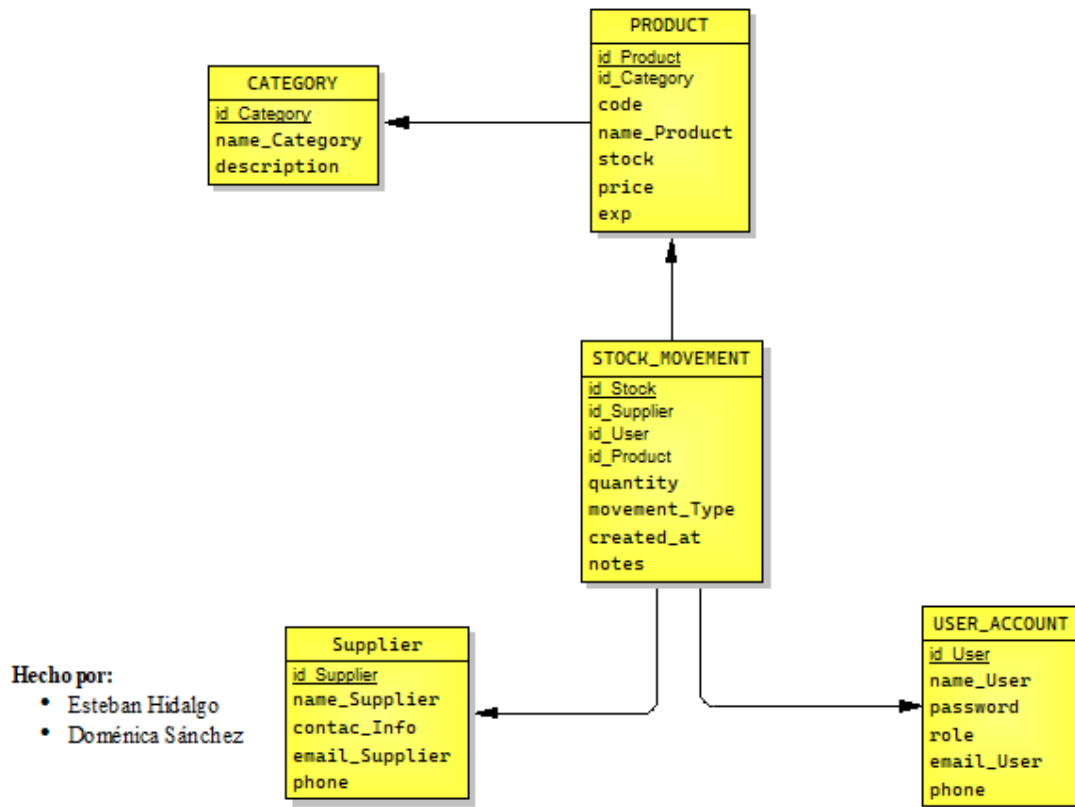 PRODUCT
id_Product
id_Category
code
name_Product
stock
price
exp
CATEGORY
id_Category
name_Category
description
STOCK_MOVEMENT
id_Stock
id_Supplier
id_User
id_Product
quantity
movement_Type
created_at
notes
Supplier
id_Supplier
name_Supplier
contac_Info
email_Supplier
phone
USER_ACCOUNT
id_User
name_User
password
role
email_User
phone
Hecho por:
• Esteban Hidalgo
• Doménica Sánchez